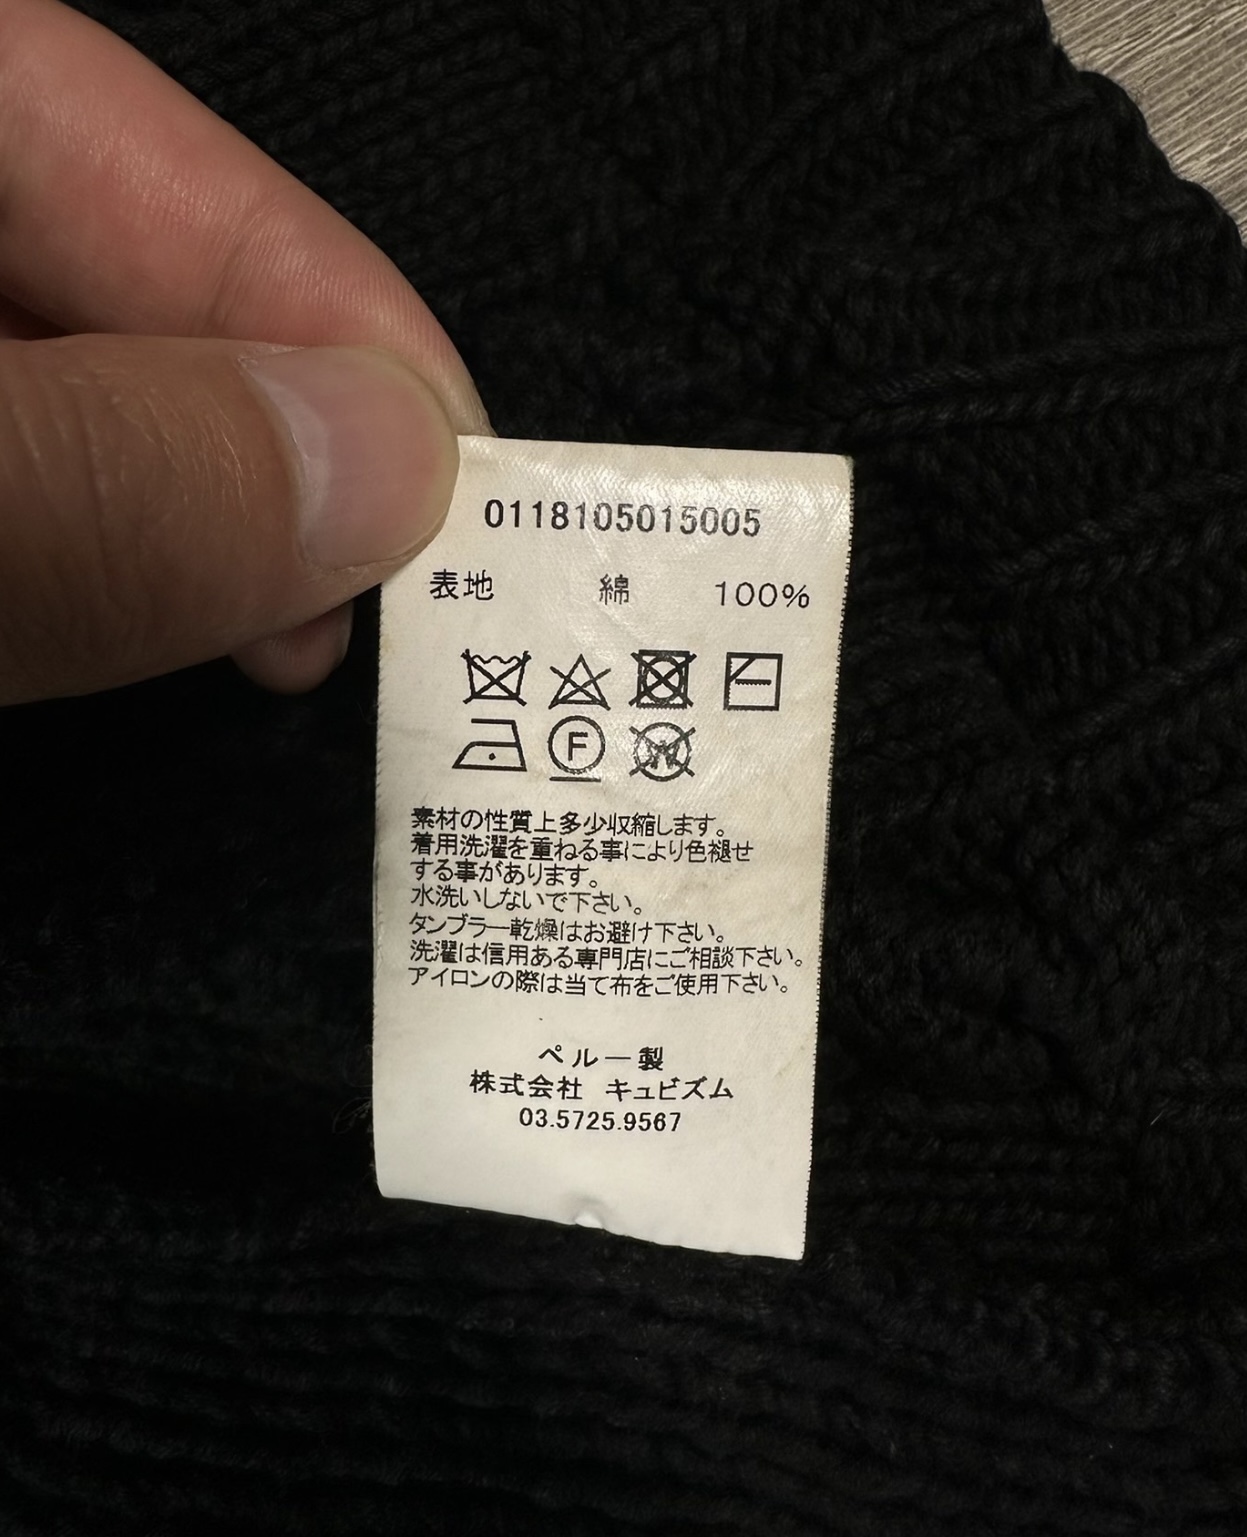 0118105015005
表地 綿 100%
F
W
素材の性質上多少収縮します。
着用洗濯を重ねる事により色褪せ
する事があります。
水洗いしないで下さい。
タンブラー乾燥はお避け下さい。
洗濯は信用ある専門店にご相談下さい。
アイロンの際は当て布をご使用下さい。
ペルー製
株式会社 キュビズム
03.5725.9567